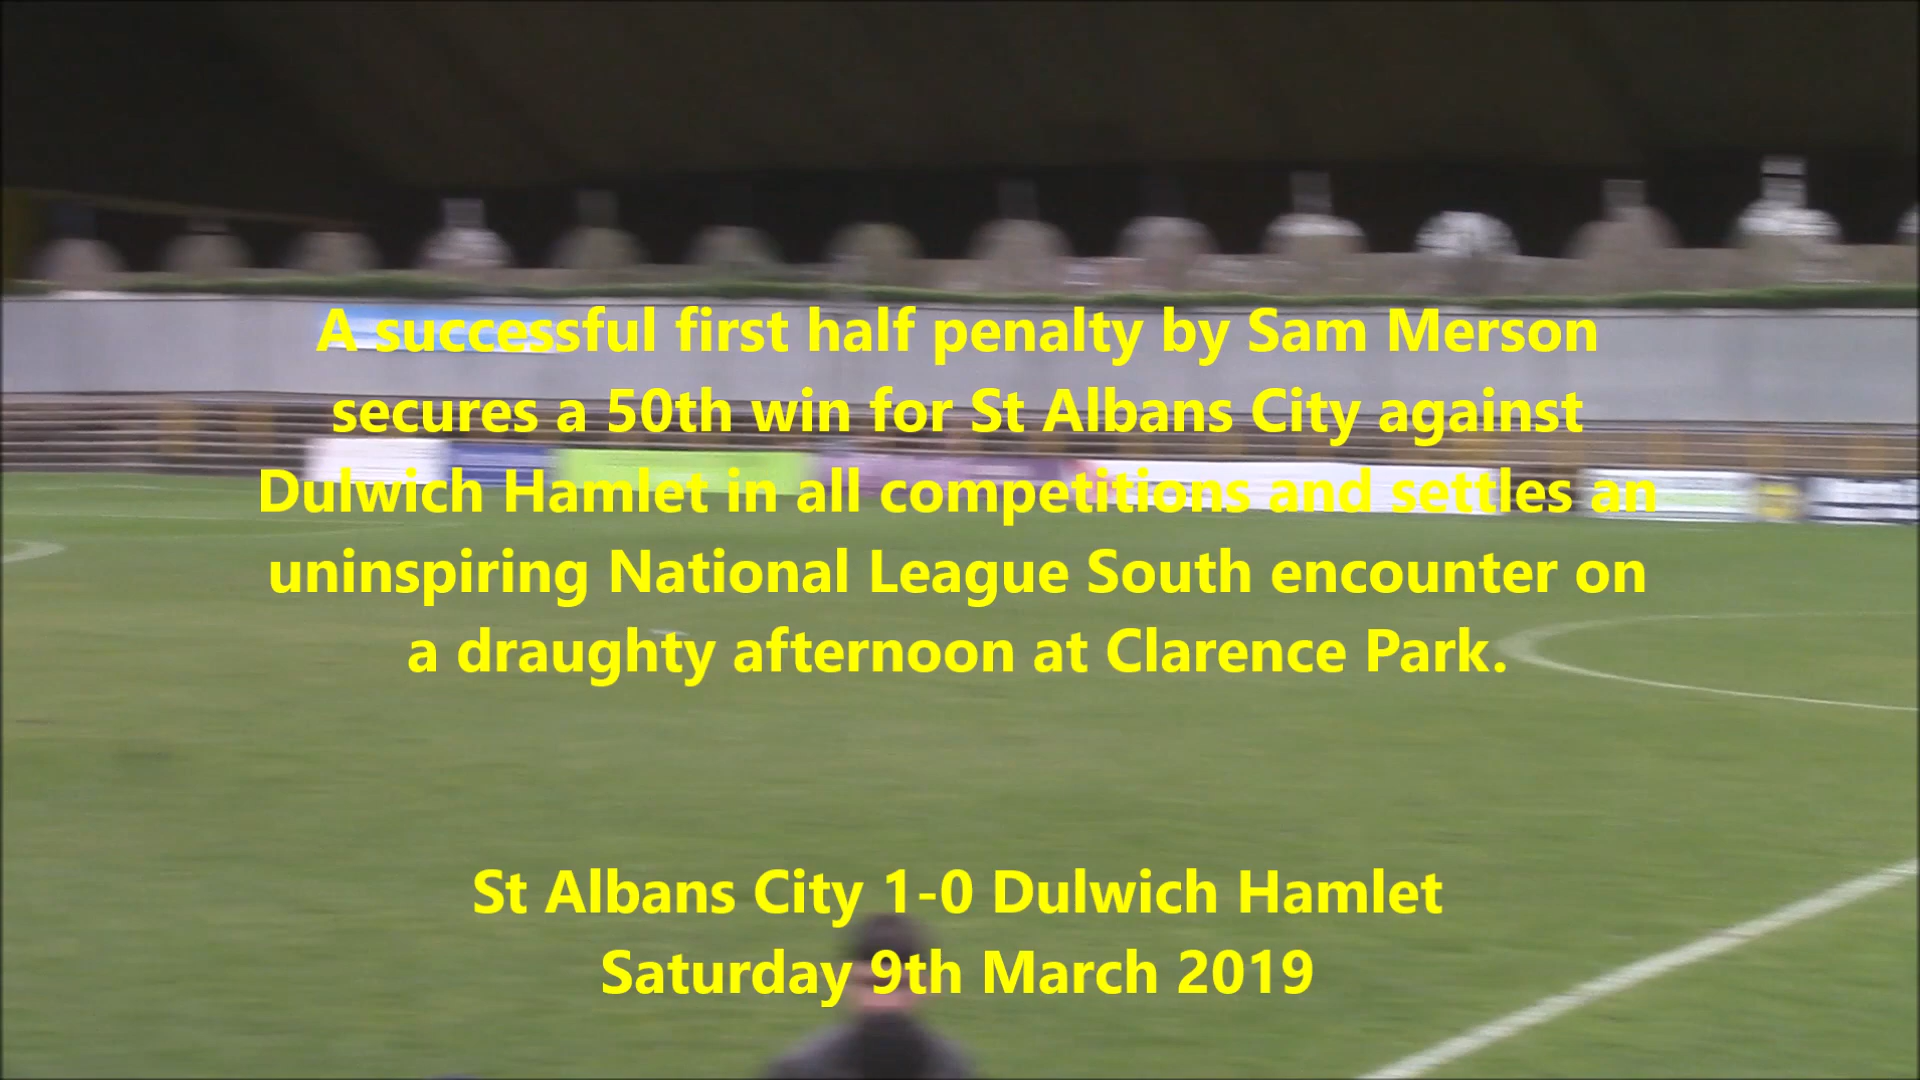 A successful first half penalty by Sam Merson
secures a 50th win for St Albans City against
Dulwich Hamlet in all competitions and settles an
uninspiring National League South encounter on
a draughty afternoon at Clarence Park.
St Albans City 1-0 Dulwich Hamlet
Saturday 9th March 2019